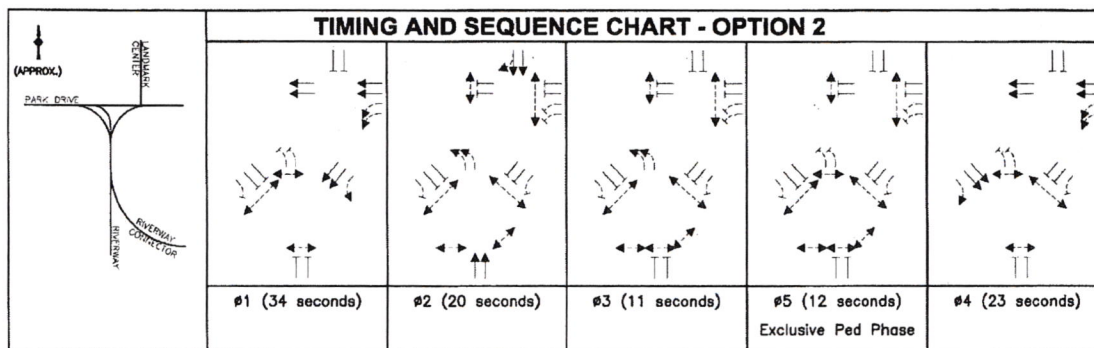 TIMING AND SEQUENCE CHART - OPTION 2
(APPROX.)
LANDMARK
CENTER
PARK DRIVE
RIVERWAY
RIVERWAY
CONNECTOR
ø1 (34 seconds)
ø2 (20 seconds)
ø3 (11 seconds)
ø5 (12 seconds)
Exclusive Ped Phase
ø4 (23 seconds)